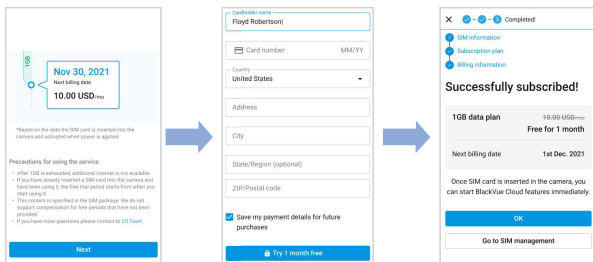 1GB
Nov 30, 2021
Next billing date
10.00 USD/mo
*Based on the date the SIM card is inserted into the
camera and activated when power is applied
Precautions for using the service
- After 1GB is exhausted, additional internet is not available.
- If you have already inserted a SIM card into the camera and
have been using it, the free trial period starts from when you
start using it.
- This content is specified in the SIM package. We do not
support compensation for free periods that have not been
provided.
- If you have more questions please contact to CS Team
Next
Cardholder name
Floyd Robertson
Card number MM/YY
Country
United States
Address
City
State/Region (optional)
ZIP/Postal code
Save my payment details for future
purchases
Try 1 month free
3 Completed!
SIM information
Subscription plan
Billing information
Successfully subscribed!
1GB data plan 10.00 USD/mo
Free for 1 month
Next billing date 1st Dec. 2021
Once SIM card is inserted in the camera, you
can start BlackVue Cloud features immediately.
OK
Go to SIM management